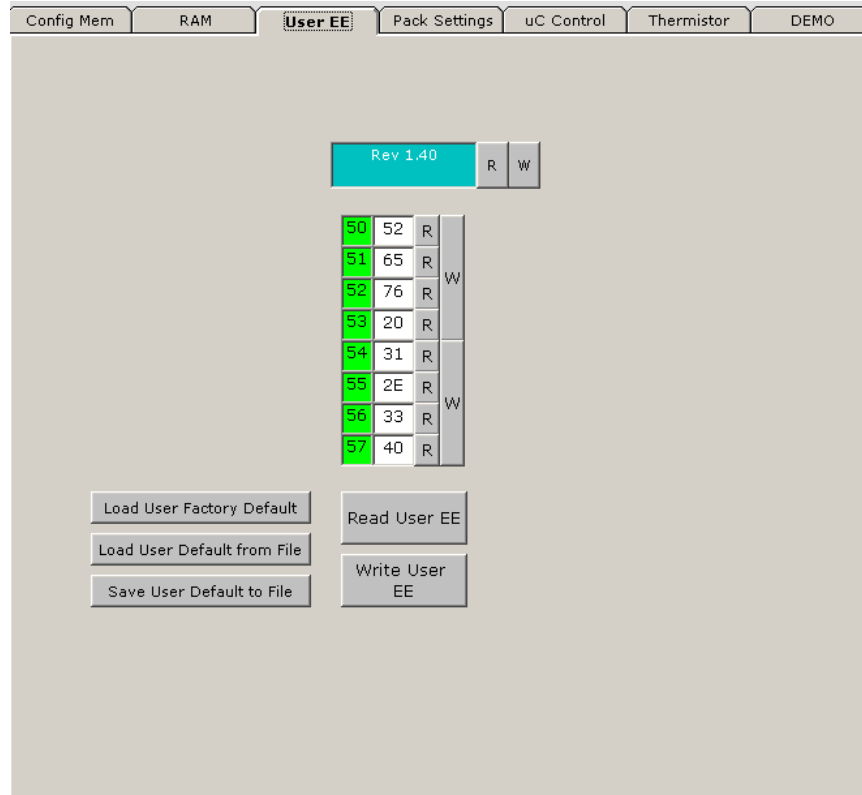 Config Mem RAM User EE Pack Settings uC Control Thermistor DEMO
Rev 1.40 R W
50 52 R
51 65 R
W
52 76 R
53 20 R
54 31 R
55 2E R
W
56 33 R
57 40 R
Load User Factory Default
Load User Default from File
Save User Default to File
Read User EE
Write User
EE